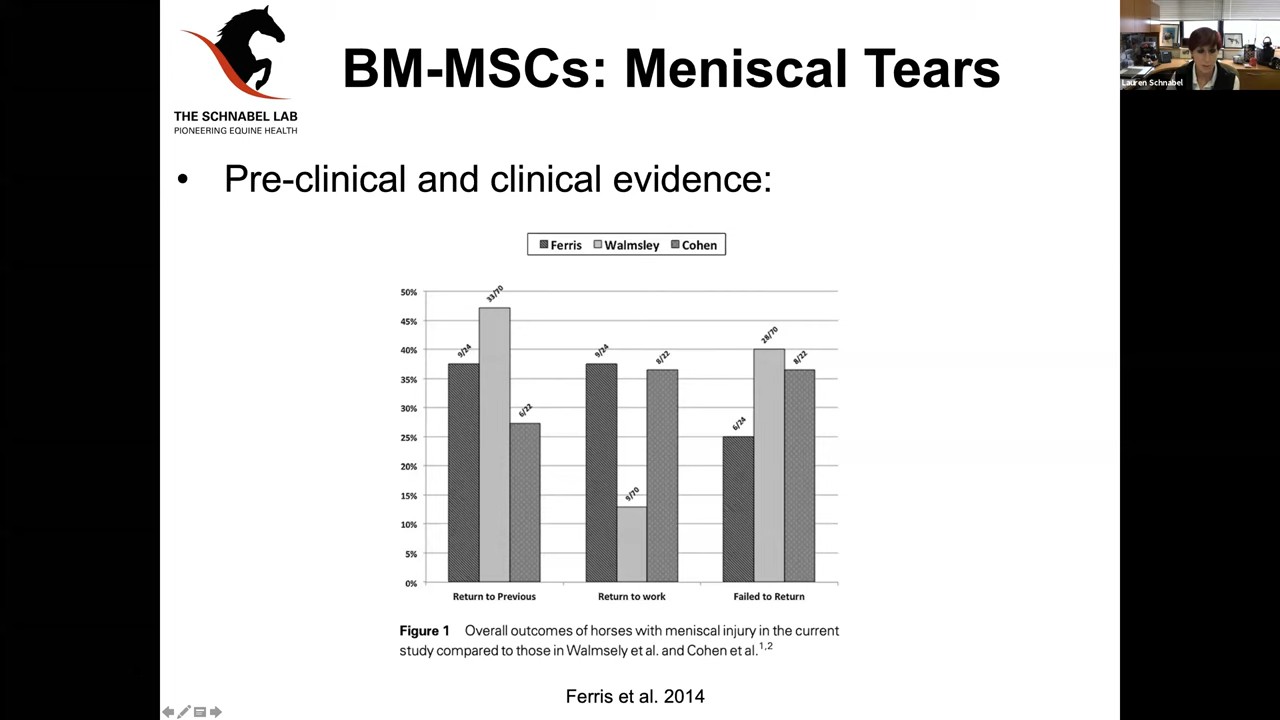 THE SCHNABEL LAB
PIONEERING EQUINE HEALTH
BM-MSCs: Meniscal Tears
Lauren Schnabel
• Pre-clinical and clinical evidence:
Ferris Walmsley Cohen
50%
45%
40%
35%
30%
25%
20%
15%
10%
5%
0%
9/24
33/70
6/22
9/24
9/70
8/22
6/24
28/70
8/22
Return to Previous Return to work Failed to Return
Figure 1 Overall outcomes of horses with meniscal injury in the current
study compared to those in Walmsely et al. and Cohen et al.1,2
Ferris et al. 2014